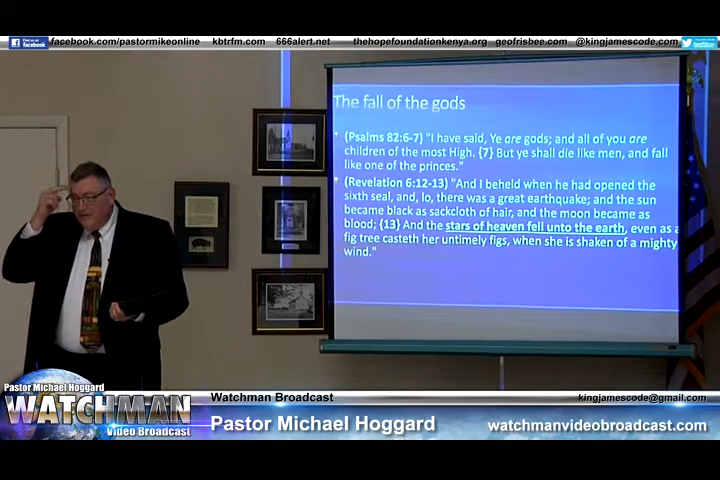 Find us on facebook
facebook.com/pastormikeonline kbtrfm.com 666alert.net thehopefoundationkenya.org geofrisbee.com @kingjamescode.com
The fall of the gods
• (Psalms 82:6-7) "I have said, Ye are gods; and all of you are
children of the most High. {7} But ye shall die like men, and fall
like one of the princes."
• (Revelation 6:12-13) "And I beheld when he had opened the
sixth seal, and, lo, there was a great earthquake; and the sun
became black as sackcloth of hair, and the moon became as
blood; {13} And the stars of heaven fell unto the earth, even as a
fig tree casteth her untimely figs, when she is shaken of a mighty
wind."
Pastor Michael Hoggard
WATCHMAN
Video Broadcast
Watchman Broadcast
kingjamescode@gmail.com
Pastor Michael Hoggard
watchmanvideobroadcast.com